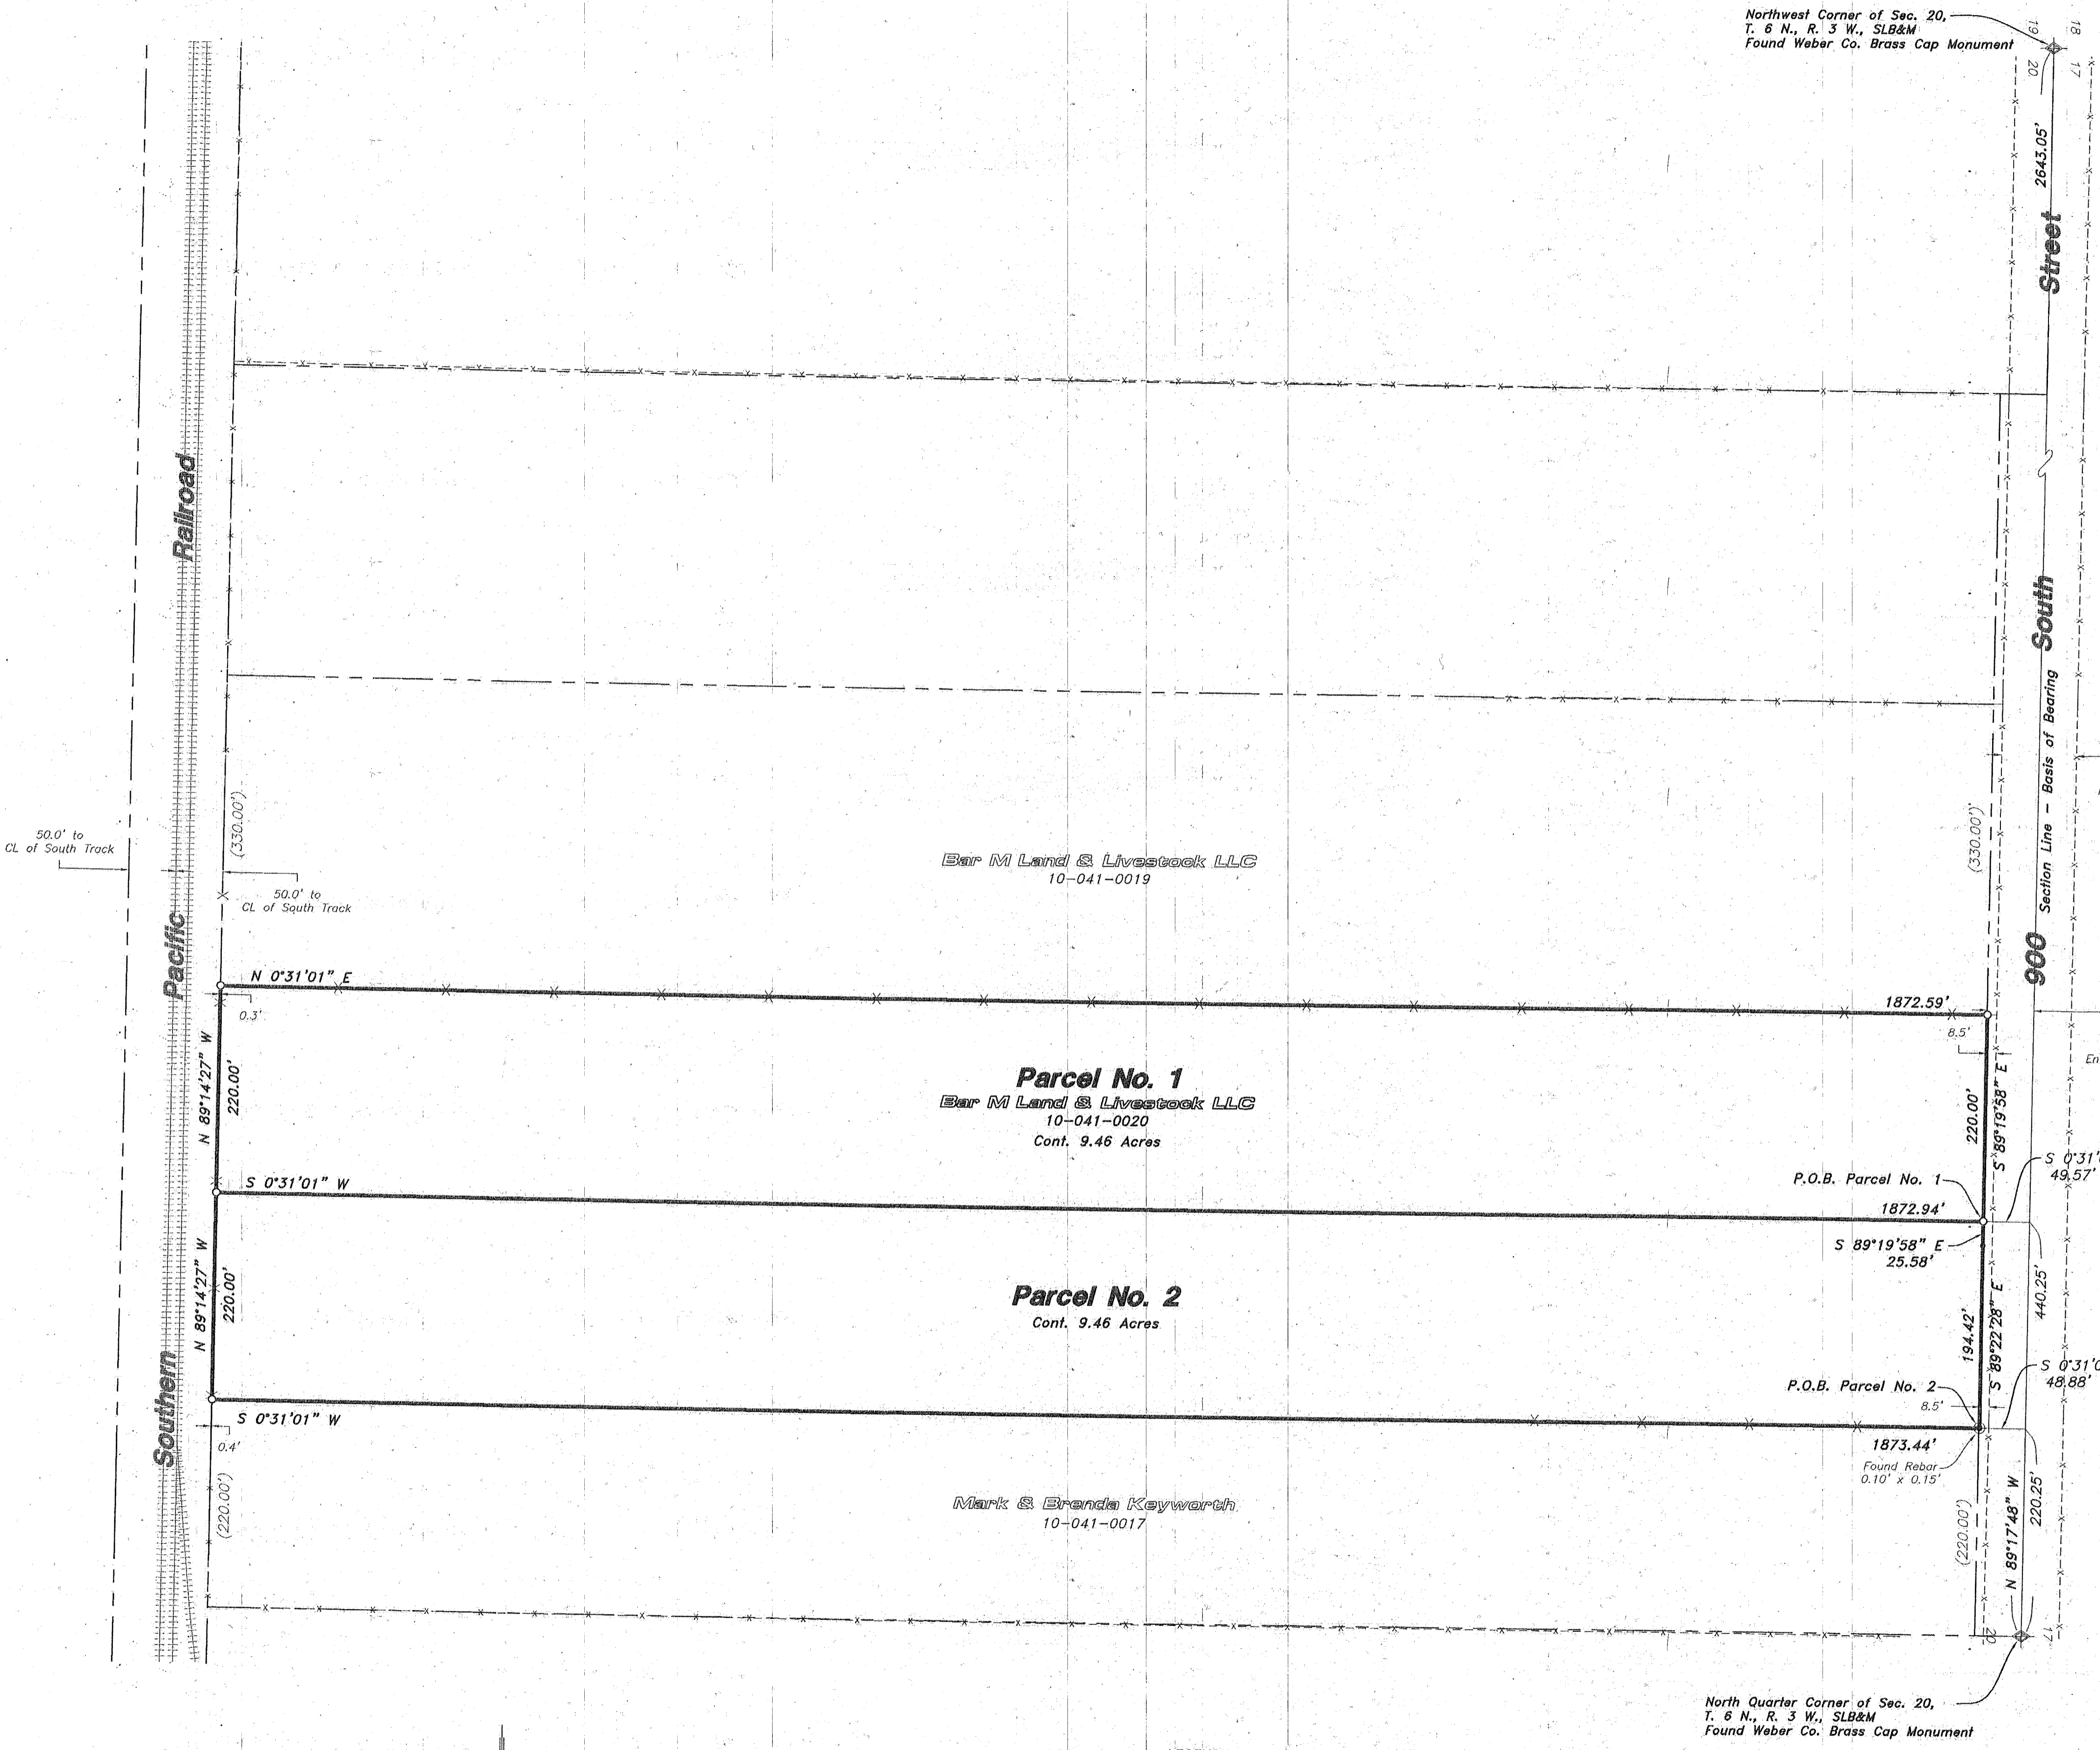 Northwest Corner of Sec. 20,
T. 6 N., R. 3 W., SLB&M
Found Weber Co. Brass Cap Monument
19
18
20
17
2643.05'
Street
South
Section Line - Basis of Bearing
900
Railroad
Pacific
Southern
50.0' to
CL of South Track
(330.00')
50.0' to
CL of South Track
(330.00')
Bar M Land & Livestock LLC
10-041-0019
N 0°31'01" E
1872.59'
0.3'
8.5'
N 89°14'27" W
220.00'
Parcel No. 1
Bar M Land & Livestock LLC
10-041-0020
Cont. 9.46 Acres
220.00'
S 89°19'58" E
En
S 0°31'
49.57'
P.O.B. Parcel No. 1
S 0°31'01" W
1872.94'
S 89°19'58" E
25.58'
N 89°14'27" W
220.00'
Parcel No. 2
Cont. 9.46 Acres
194.42'
S 89°22'28" E
440.25'
S 0°31'0
48.88'
P.O.B. Parcel No. 2
8.5'
S 0°31'01" W
1873.44'
0.4'
Found Rebar
0.10' x 0.15'
(220.00')
Mark & Brenda Keyworth
10-041-0017
(220.00')
N 89°17'48" W
220.25'
20
17
North Quarter Corner of Sec. 20,
T. 6 N., R. 3 W., SLB&M
Found Weber Co. Brass Cap Monument